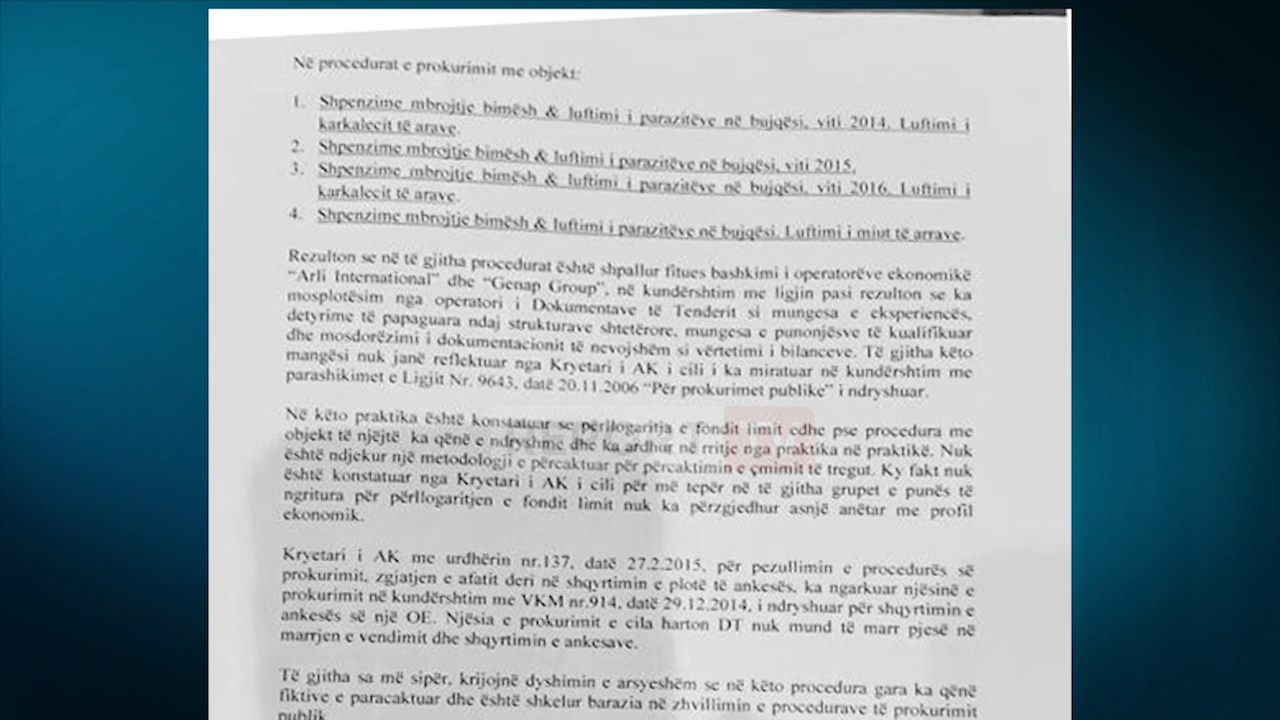 Në procedurat e prokurimit me objekt:
1. Shpenzime mbrojtje bimësh & luftimi i parazitëve në bujqësi, viti 2014. Luftimi i
karkalecit të arave.
2. Shpenzime mbrojtje bimësh & luftimi i parazitëve në bujqësi, viti 2015.
3. Shpenzime mbrojtje bimësh & luftimi i parazitëve në bujqësi, viti 2016. Luftimi i
karkalecit të arave.
4. Shpenzime mbrojtje bimësh & luftimi i parazitëve në bujqësi. Luftimi i miut të arrave.
Rezulton se në të gjitha procedurat është shpallur fitues bashkimi i operatorëve ekonomikë
“Arli International” dhe “Genap Group”, në kundërshtim me ligjin pasi rezulton se ka
mosplotësim nga operatori i Dokumentave të Tenderit si mungesa e eksperiencës,
detyrime të papaguara ndaj strukturave shtetërore, mungesa e punonjësve të kualifikuar
dhe mosdorëzimi i dokumentacionit të nevojshëm si vërtetimi i bilanceve. Të gjitha këto
mangësi nuk janë reflektuar nga Kryetari i AK i cili i ka miratuar në kundërshtim me
parashikimet e Ligjit Nr. 9643, datë 20.11.2006 “Për prokurimet publike” i ndryshuar.
Në këto praktika është konstatuar se përllogaritja e fondit limit edhe pse procedura me
objekt të njëjtë ka qënë e ndryshme dhe ka ardhur në rritje nga praktika në praktikë. Nuk
është ndjekur një metodologji e përcaktuar për përcaktimin e çmimit të tregut. Ky fakt nuk
është konstatuar nga Kryetari i AK i cili për më tepër në të gjitha grupet e punës të
ngritura për përllogaritjen e fondit limit nuk ka përzgjedhur asnjë anëtar me profil
ekonomik.
Kryetari i AK me urdhërin nr.137, datë 27.2.2015, për pezullimin e procedurës së
prokurimit, zgjatjen e afatit deri në shqyrtimin e plotë të ankesës, ka ngarkuar njësinë e
prokurimit në kundërshtim me VKM nr.914, datë 29.12.2014, i ndryshuar për shqyrtimin e
ankesës së një OE. Njësia e prokurimit e cila harton DT nuk mund të marr pjesë në
marrjen e vendimit dhe shqyrtimin e ankesave.
Të gjitha sa më sipër, krijojnë dyshimin e arsyeshëm se në këto procedura gara ka qënë
fiktive e paracaktuar dhe është shkelur barazia në zhvillimin e procedurave të prokurimit
publik.